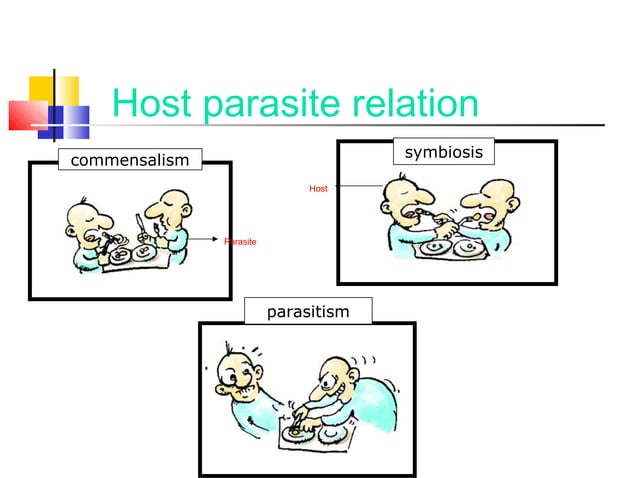 Host parasite relation
commensalism
symbiosis
Host
Parasite
parasitism